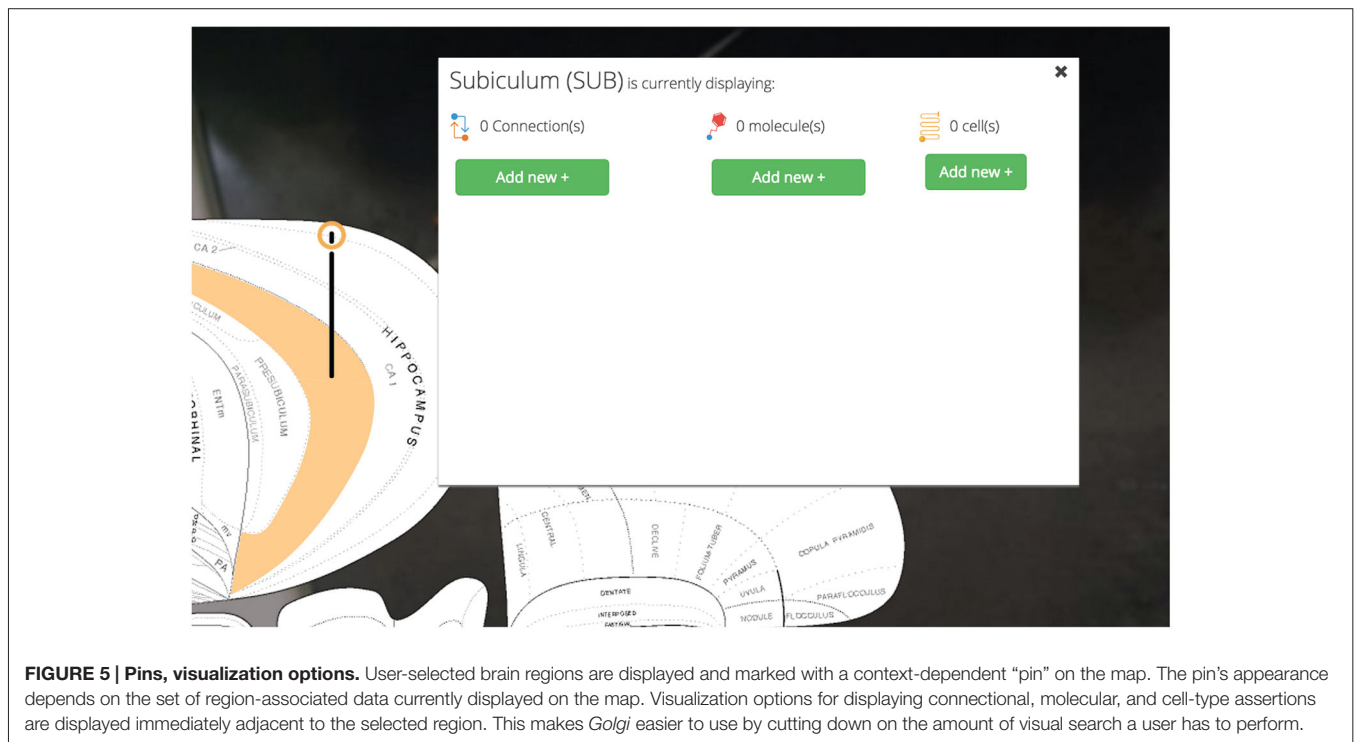 Subiculum (SUB) is currently displaying:
0 Connection(s)
0 molecule(s)
0 cell(s)
Add new +
Add new +
Add new +
CA 2
HIPPOCAMPUS
CA 1
PRESUBICULUM
PARASUBICULUM
ENTm
mv
PA
LINGULA
CENTRAL
DECLIVE
FOLIUM-TUBER
PYRAMUS
COPULA PYRAMIDIS
UVULA
PARAFLOCCULUS
NODULE
FLOCCULUS
DENTATE
INTERPOSED
FIGURE 5 | Pins, visualization options. User-selected brain regions are displayed and marked with a context-dependent “pin” on the map. The pin’s appearance
depends on the set of region-associated data currently displayed on the map. Visualization options for displaying connectional, molecular, and cell-type assertions
are displayed immediately adjacent to the selected region. This makes Golgi easier to use by cutting down on the amount of visual search a user has to perform.